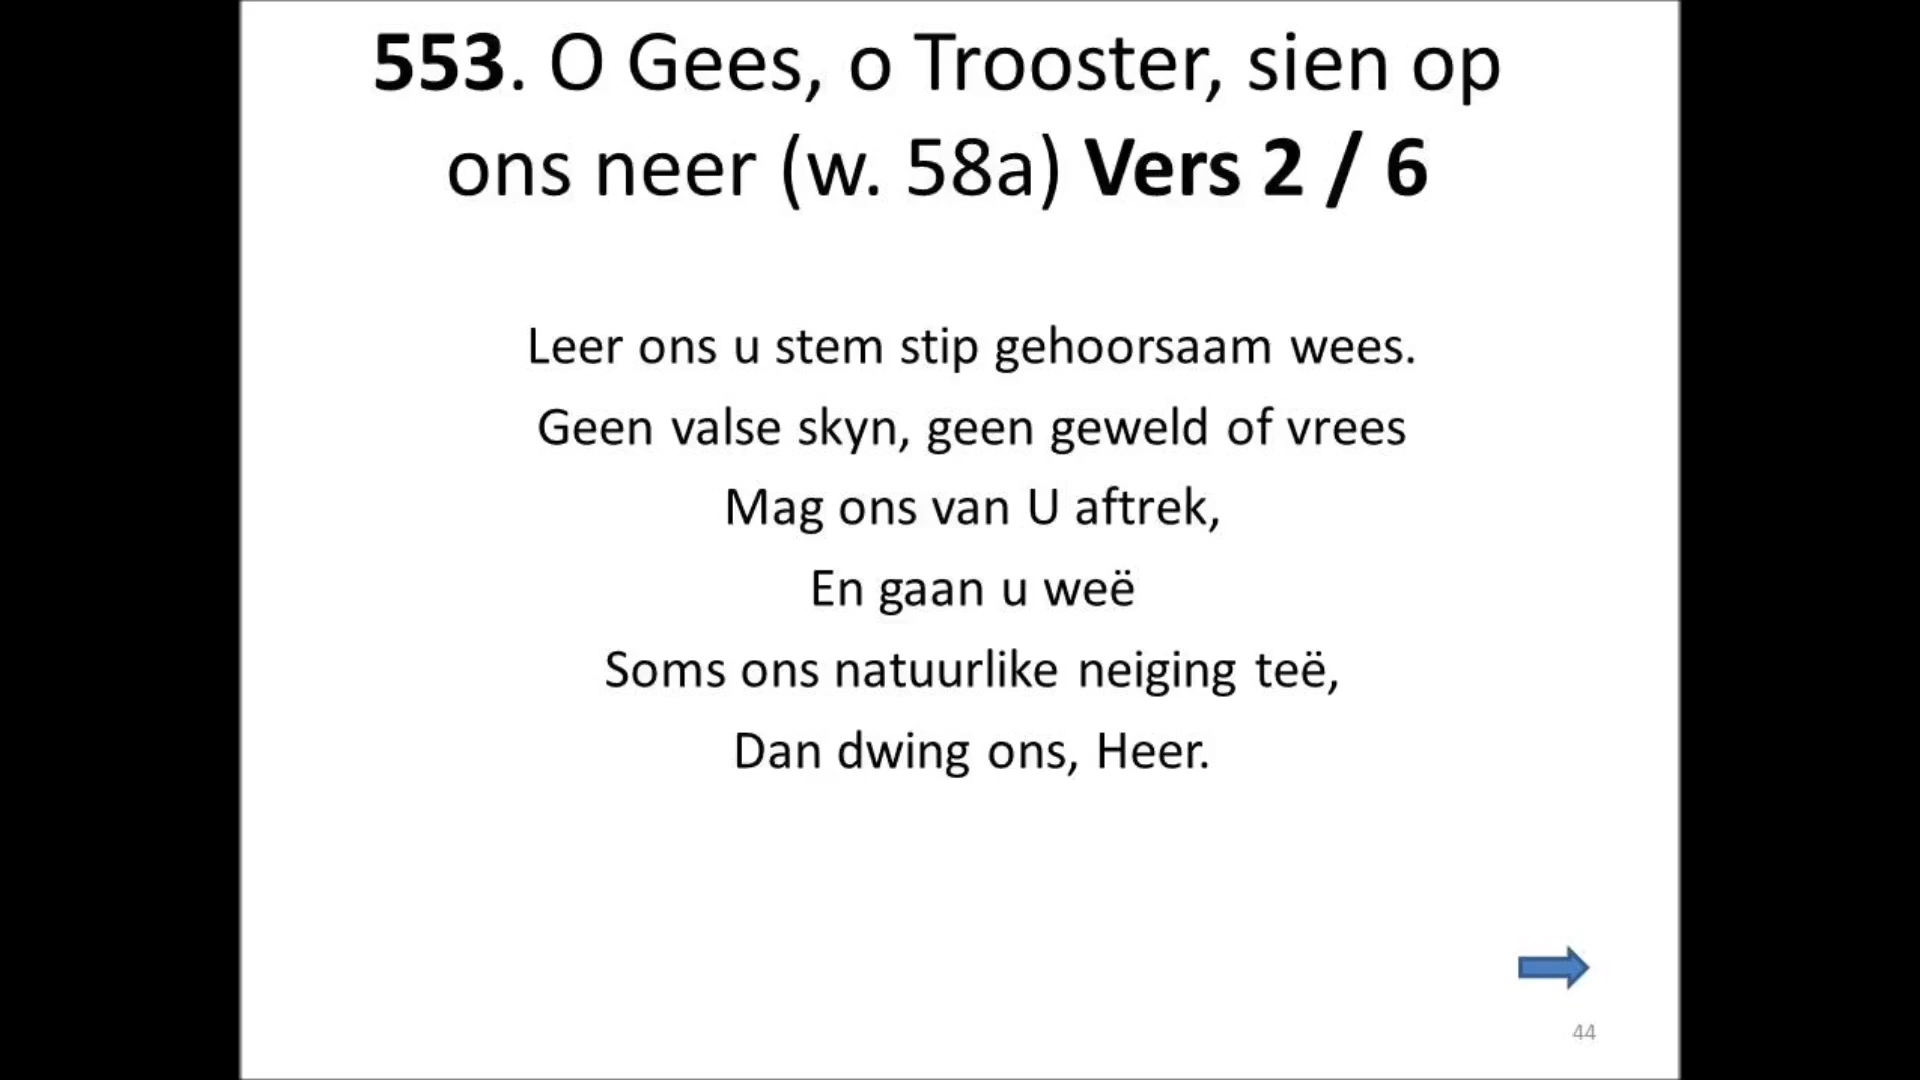 553. O Gees, o Trooster, sien op
ons neer (w. 58a) Vers 2 / 6
Leer ons u stem stip gehoorsaam wees.
Geen valse skyn, geen geweld of vrees
Mag ons van U aftrek,
En gaan u weë
Soms ons natuurlike neiging teë,
Dan dwing ons, Heer.
44